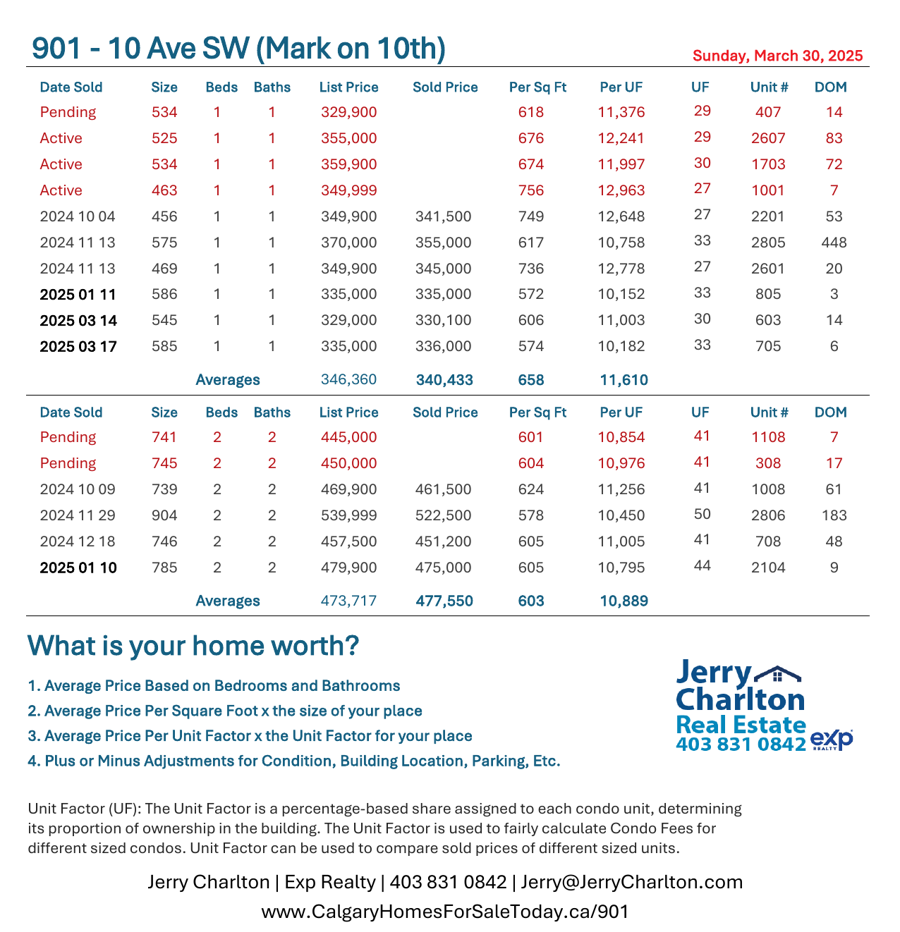 901 - 10 Ave SW (Mark on 10th)
Sunday, March 30, 2025
Date Sold Size Beds Baths List Price Sold Price Per Sq Ft Per UF UF Unit # DOM
Pending 534 1 1 329,900 618 11,376 29 407 14
Active 525 1 1 355,000 676 12,241 29 2607 83
Active 534 1 1 359,900 674 11,997 30 1703 72
Active 463 1 1 349,999 756 12,963 27 1001 7
2024 10 04 456 1 1 349,900 341,500 749 12,648 27 2201 53
2024 11 13 575 1 1 370,000 355,000 617 10,758 33 2805 448
2024 11 13 469 1 1 349,900 345,000 736 12,778 27 2601 20
2025 01 11 586 1 1 335,000 335,000 572 10,152 33 805 3
2025 03 14 545 1 1 329,000 330,100 606 11,003 30 603 14
2025 03 17 585 1 1 335,000 336,000 574 10,182 33 705 6
Averages 346,360 340,433 658 11,610
Date Sold Size Beds Baths List Price Sold Price Per Sq Ft Per UF UF Unit # DOM
Pending 741 2 2 445,000 601 10,854 41 1108 7
Pending 745 2 2 450,000 604 10,976 41 308 17
2024 10 09 739 2 2 469,900 461,500 624 11,256 41 1008 61
2024 11 29 904 2 2 539,999 522,500 578 10,450 50 2806 183
2024 12 18 746 2 2 457,500 451,200 605 11,005 41 708 48
2025 01 10 785 2 2 479,900 475,000 605 10,795 44 2104 9
Averages 473,717 477,550 603 10,889
What is your home worth?
1. Average Price Based on Bedrooms and Bathrooms
2. Average Price Per Square Foot x the size of your place
3. Average Price Per Unit Factor x the Unit Factor for your place
4. Plus or Minus Adjustments for Condition, Building Location, Parking, Etc.
Jerry
Charlton
Real Estate
403 831 0842 exp
REALTY
Unit Factor (UF): The Unit Factor is a percentage-based share assigned to each condo unit, determining
its proportion of ownership in the building. The Unit Factor is used to fairly calculate Condo Fees for
different sized condos. Unit Factor can be used to compare sold prices of different sized units.
Jerry Charlton | Exp Realty | 403 831 0842 | Jerry@JerryCharlton.com
www.CalgaryHomesForSaleToday.ca/901